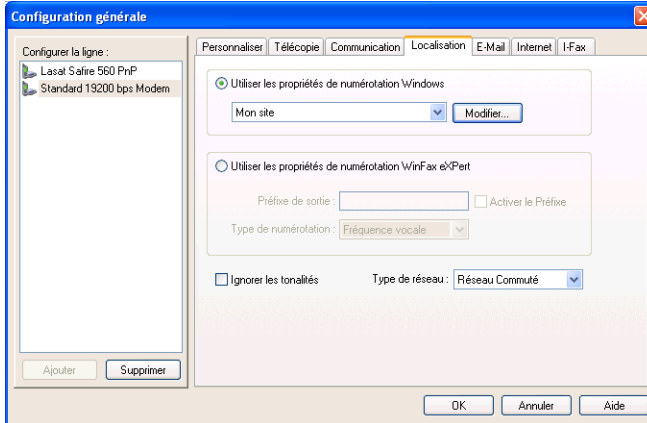 Configuration générale
Configurer la ligne :
Lasat Safire 560 PnP
Standard 19200 bps Modem
Ajouter
Supprimer
Personnaliser Télécopie Communication Localisation E-Mail Internet I-Fax
Utiliser les propriétés de numérotation Windows
Mon site
Modifier...
Utiliser les propriétés de numérotation WinFax eXPert
Préfixe de sortie :
Activer le Préfixe
Type de numérotation : Fréquence vocale
Ignorer les tonalités
Type de réseau : Réseau Commuté
OK
Annuler
Aide